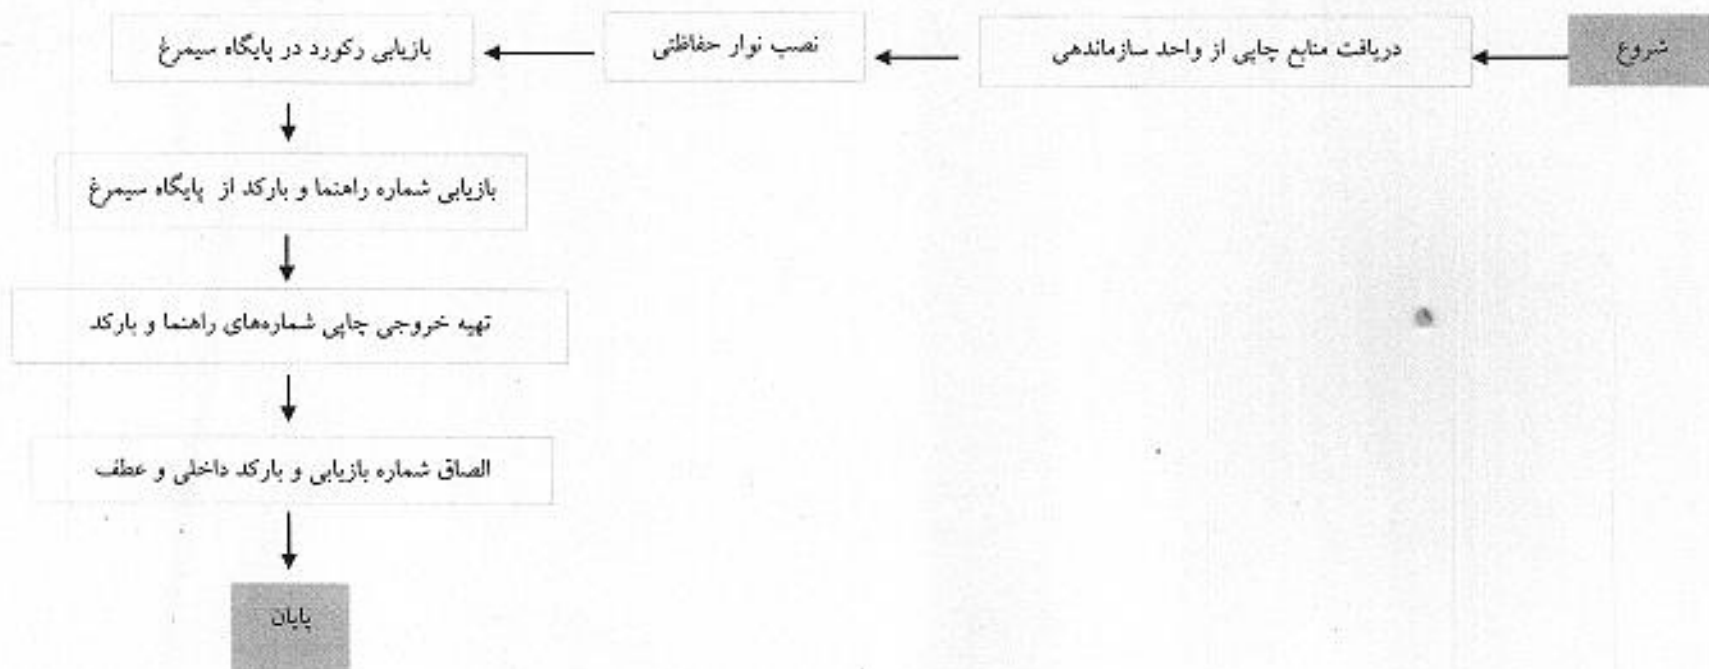 شروع
دریافت منابع چاپی از واحد سازماندهی
نصب نوار حفاظتی
بازیابی رکورد در پایگاه سیمرغ
بازیابی شماره راهنما و بارکد از پایگاه سیمرغ
تهیه خروجی چاپی شماره‌های راهنما و بارکد
الصاق شماره بازیابی و بارکد داخلی و عطف
پایان